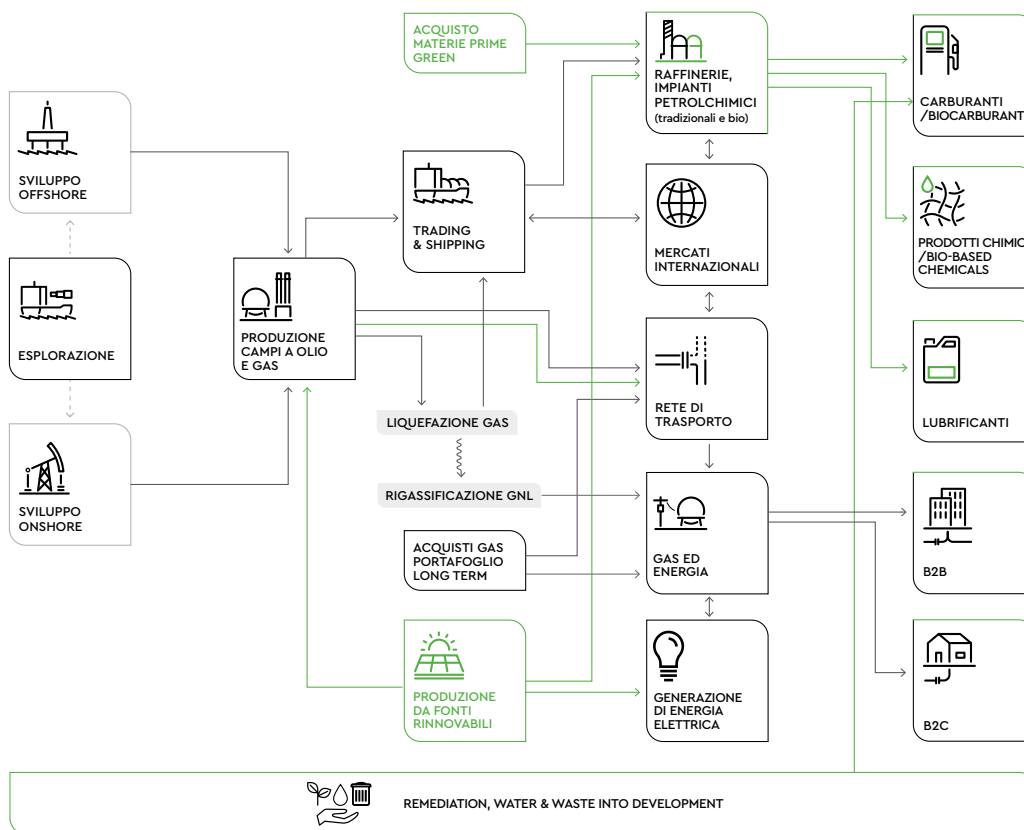 ACQUISTO
MATERIE PRIME
GREEN
RAFFINERIE,
IMPIANTI
PETROLCHIMICI
(tradizionali e bio)
CARBURANTI
/BIOCARBURANT
SVILUPPO
OFFSHORE
TRADING
& SHIPPING
MERCATI
INTERNAZIONALI
PRODOTTI CHIMIC
/BIO-BASED
CHEMICALS
ESPLORAZIONE
PRODUZIONE
CAMPI A OLIO
E GAS
LIQUEFAZIONE GAS
RETE DI
TRASPORTO
LUBRIFICANTI
SVILUPPO
ONSHORE
RIGASSIFICAZIONE GNL
ACQUISTI GAS
PORTAFOGLIO
LONG TERM
GAS ED
ENERGIA
B2B
PRODUZIONE
DA FONTI
RINNOVABILI
GENERAZIONE
DI ENERGIA
ELETTRICA
B2C
REMEDIATION, WATER & WASTE INTO DEVELOPMENT